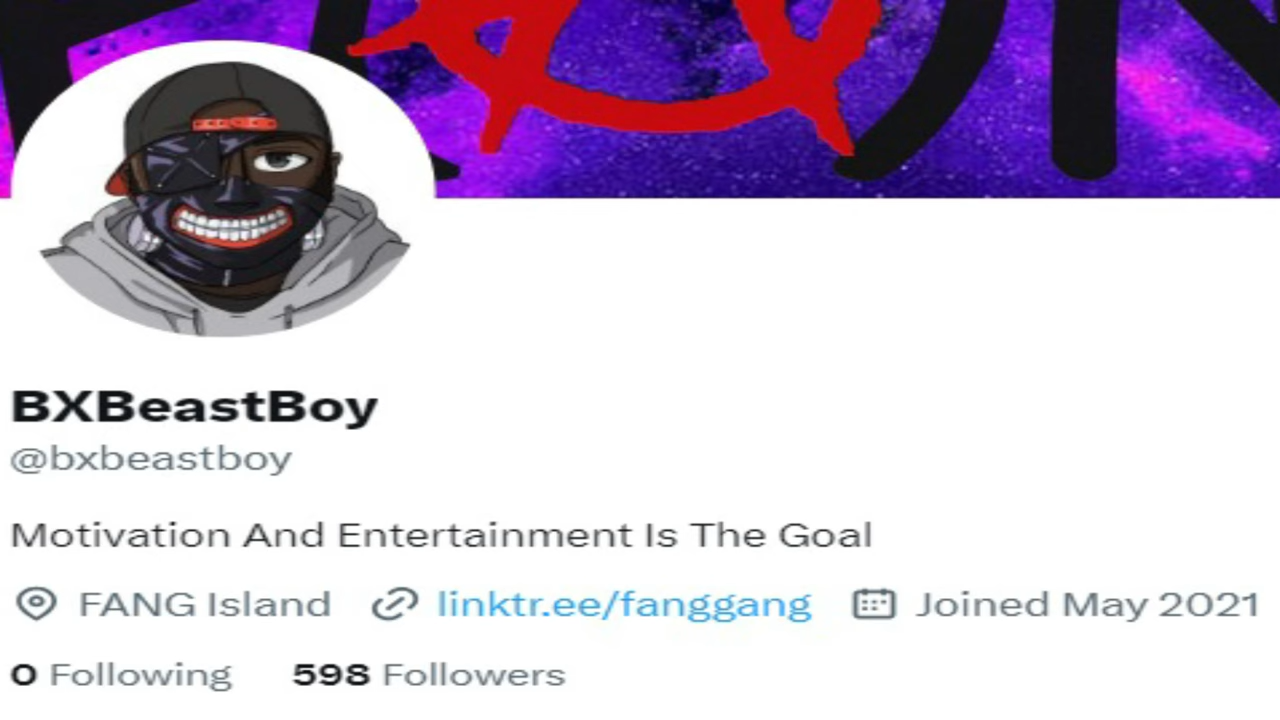 BXBeastBoy
@bxbeastboy
Motivation And Entertainment Is The Goal
FANG Island linktr.ee/fanggang Joined May 2021
0 Following 598 Followers